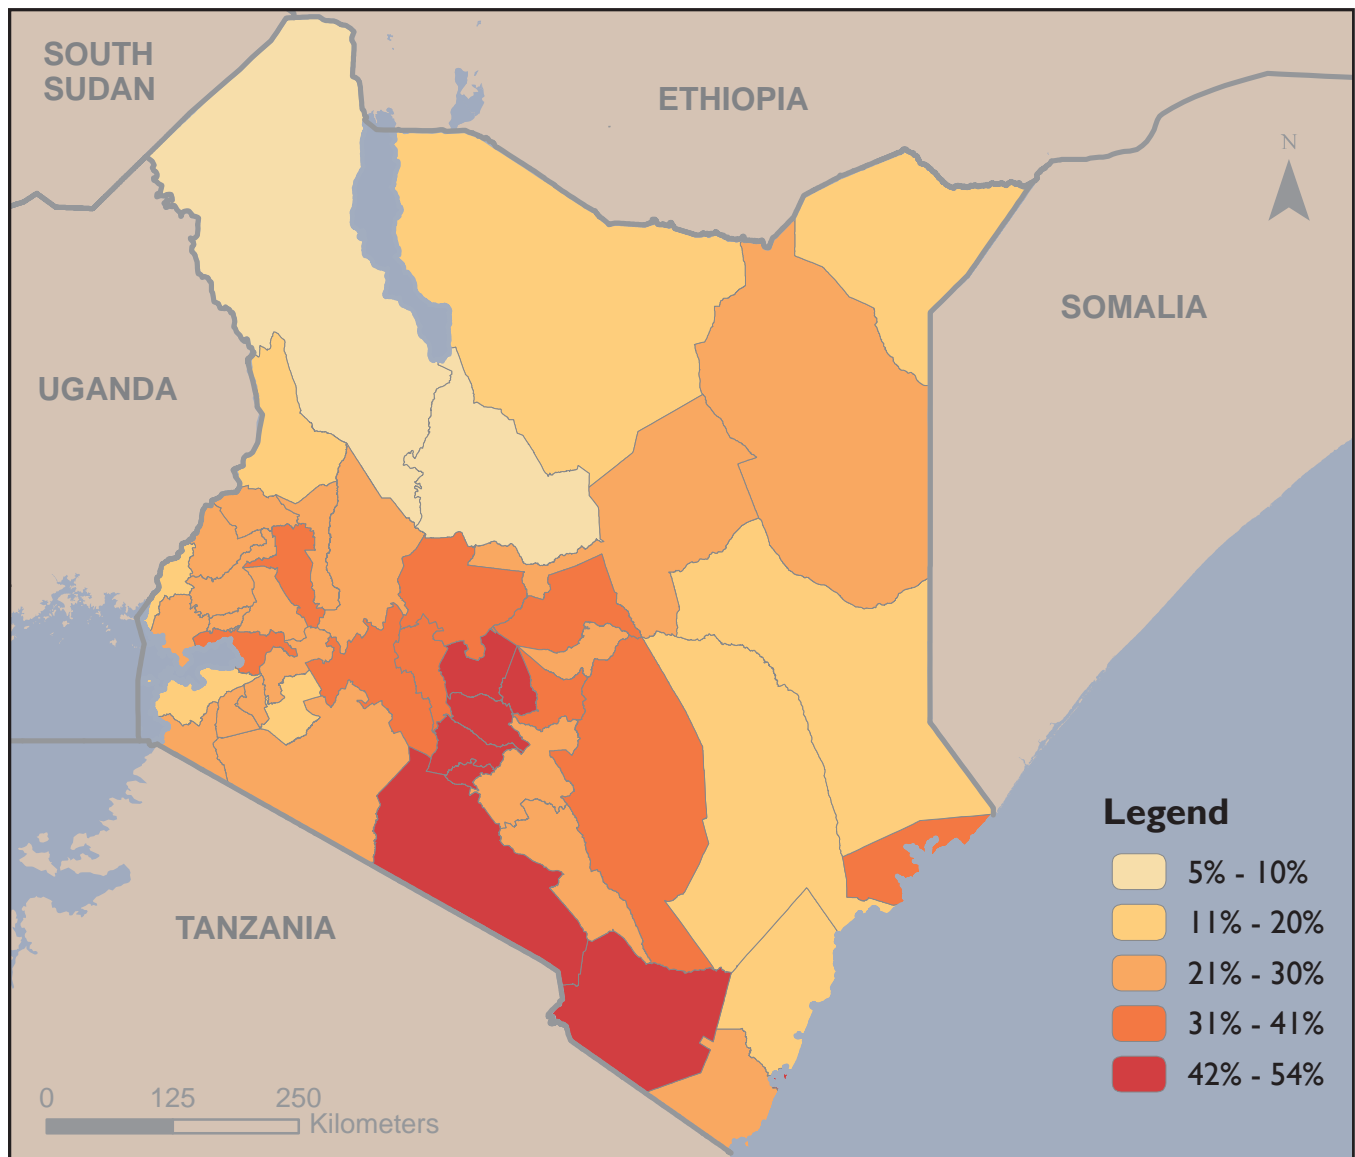 SOUTH
SUDAN
ETHIOPIA
N
SOMALIA
UGANDA
TANZANIA
Legend
5% - 10%
11% - 20%
21% - 30%
31% - 41%
42% - 54%
0 125 250
Kilometers